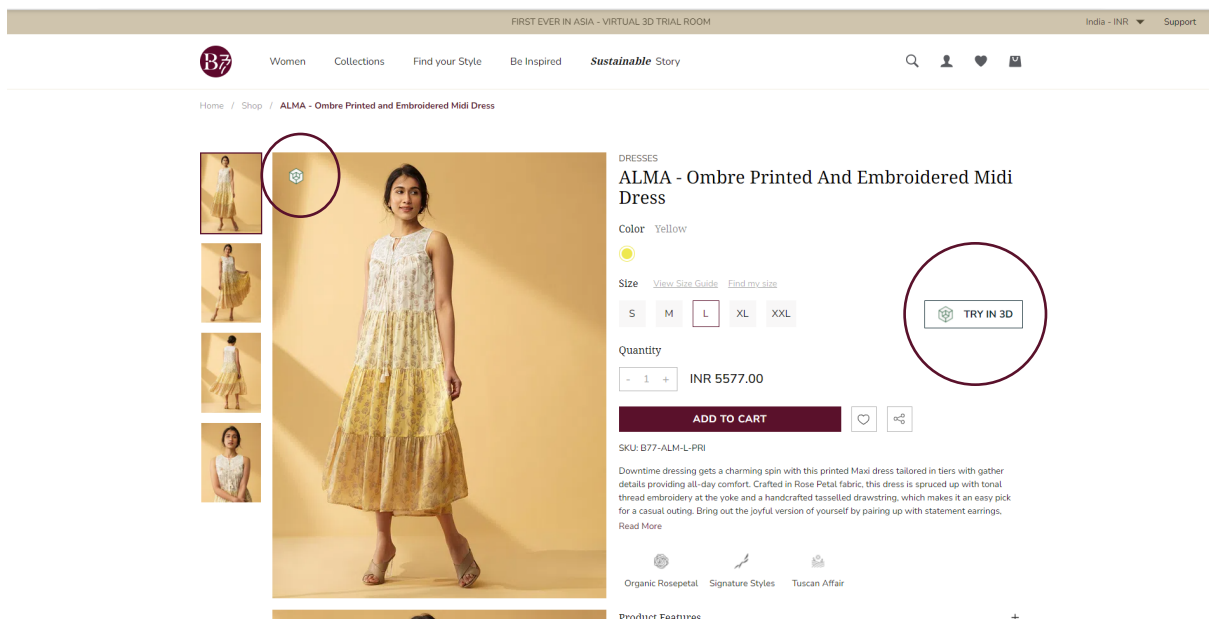 FIRST EVER IN ASIA - VIRTUAL 3D TRIAL ROOM
India - INR
Support
B77
Women
Collections
Find your Style
Be Inspired
Sustainable Story
Home / Shop / ALMA - Ombre Printed and Embroidered Midi Dress
DRESSES
ALMA - Ombre Printed And Embroidered Midi
Dress
Color Yellow
Size View Size Guide Find my size
S M L XL XXL
TRY IN 3D
Quantity
- 1 + INR 5577.00
ADD TO CART
SKU: B77-ALM-L-PRI
Downtime dressing gets a charming spin with this printed Maxi dress tailored in tiers with gather
details providing all-day comfort. Crafted in Rose Petal fabric, this dress is spruced up with tonal
thread embroidery at the yoke and a handcrafted tasselled drawstring, which makes it an easy pick
for a casual outing. Bring out the joyful version of yourself by pairing up with statement earrings,
Read More
Organic Rosepetal Signature Styles Tuscan Affair
Product Features +